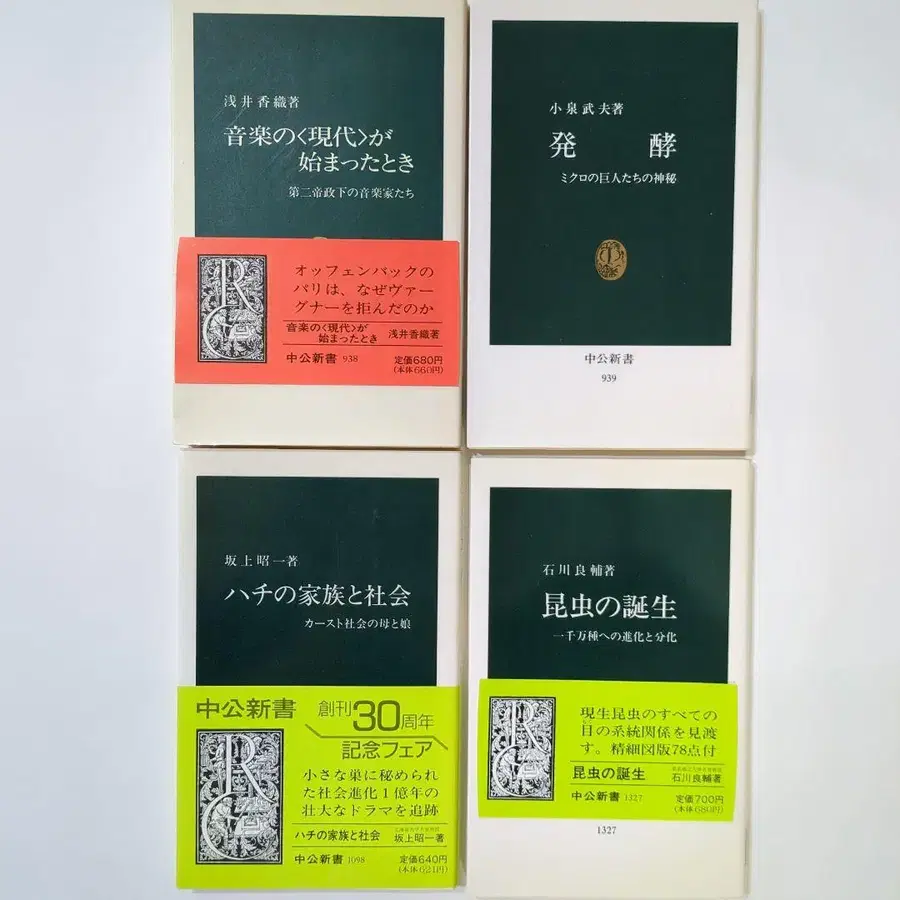 浅井香織著
音楽の〈現代〉が
始まったとき
第二帝政下の音楽家たち
オッフェンバックの
パリは、なぜヴァー
グナーを拒んだのか
音楽の〈現代〉が
始まったとき
浅井香織著
中公新書 938
定価680円
(本体660円)
小泉武夫著
発酵
ミクロの巨人たちの神秘
中公新書
939
坂上昭一著
ハチの家族と社会
カースト社会の母と娘
中公新書
創刊30周年
記念フェア
小さな巣に秘められ
た社会進化1億年の
壮大なドラマを追跡
ハチの家族と社会
坂上昭一著
中公新書 1098
定価640円
(本体621円)
石川良輔著
昆虫の誕生
一千万種への進化と分化
現生昆虫のすべての
目の系統関係を見渡
す。精細図版78点付
昆虫の誕生
石川良輔著
中公新書 1327
定価700円
(本体680円)
1327